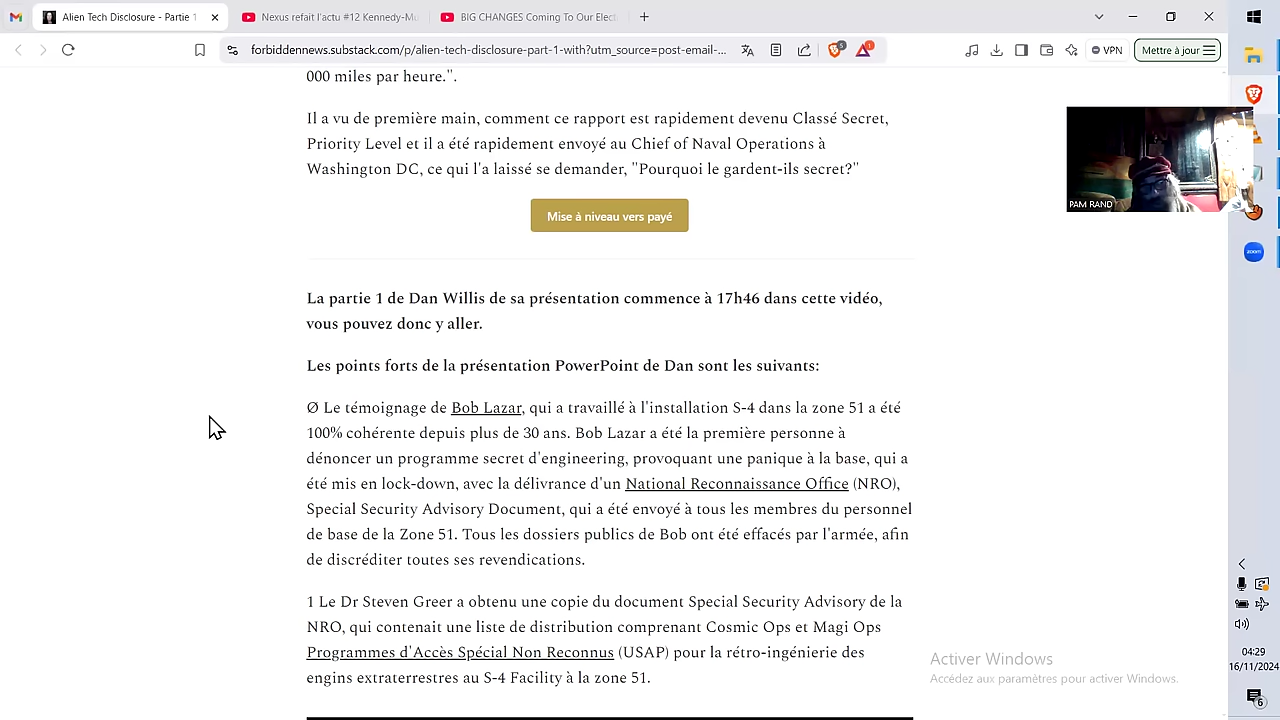 Alien Tech Disclosure - Partie 1
Nexus refait l'actu #12 Kennedy-Mu
BIG CHANGES Coming To Our Elect
forbiddennews.substack.com/p/alien-tech-disclosure-part-1-with?utm_source=post-email-...
5
1
VPN
Mettre à jour
000 miles par heure.".
Il a vu de première main, comment ce rapport est rapidement devenu Classé Secret,
Priority Level et il a été rapidement envoyé au Chief of Naval Operations à
Washington DC, ce qui l'a laissé se demander, "Pourquoi le gardent-ils secret?"
Mise à niveau vers payé
PAM RAND
zoom
La partie 1 de Dan Willis de sa présentation commence à 17h46 dans cette vidéo,
vous pouvez donc y aller.
Les points forts de la présentation PowerPoint de Dan sont les suivants:
Ø Le témoignage de Bob Lazar, qui a travaillé à l'installation S-4 dans la zone 51 a été
100% cohérente depuis plus de 30 ans. Bob Lazar a été la première personne à
dénoncer un programme secret d'engineering, provoquant une panique à la base, qui a
été mis en lock-down, avec la délivrance d'un National Reconnaissance Office (NRO),
Special Security Advisory Document, qui a été envoyé à tous les membres du personnel
de base de la Zone 51. Tous les dossiers publics de Bob ont été effacés par l'armée, afin
de discréditer toutes ses revendications.
1 Le Dr Steven Greer a obtenu une copie du document Special Security Advisory de la
NRO, qui contenait une liste de distribution comprenant Cosmic Ops et Magi Ops
Programmes d'Accès Spécial Non Reconnus (USAP) pour la rétro-ingénierie des
engins extraterrestres au S-4 Facility à la zone 51.
Activer Windows
Accédez aux paramètres pour activer Windows.
04:29
16/11/2024
6